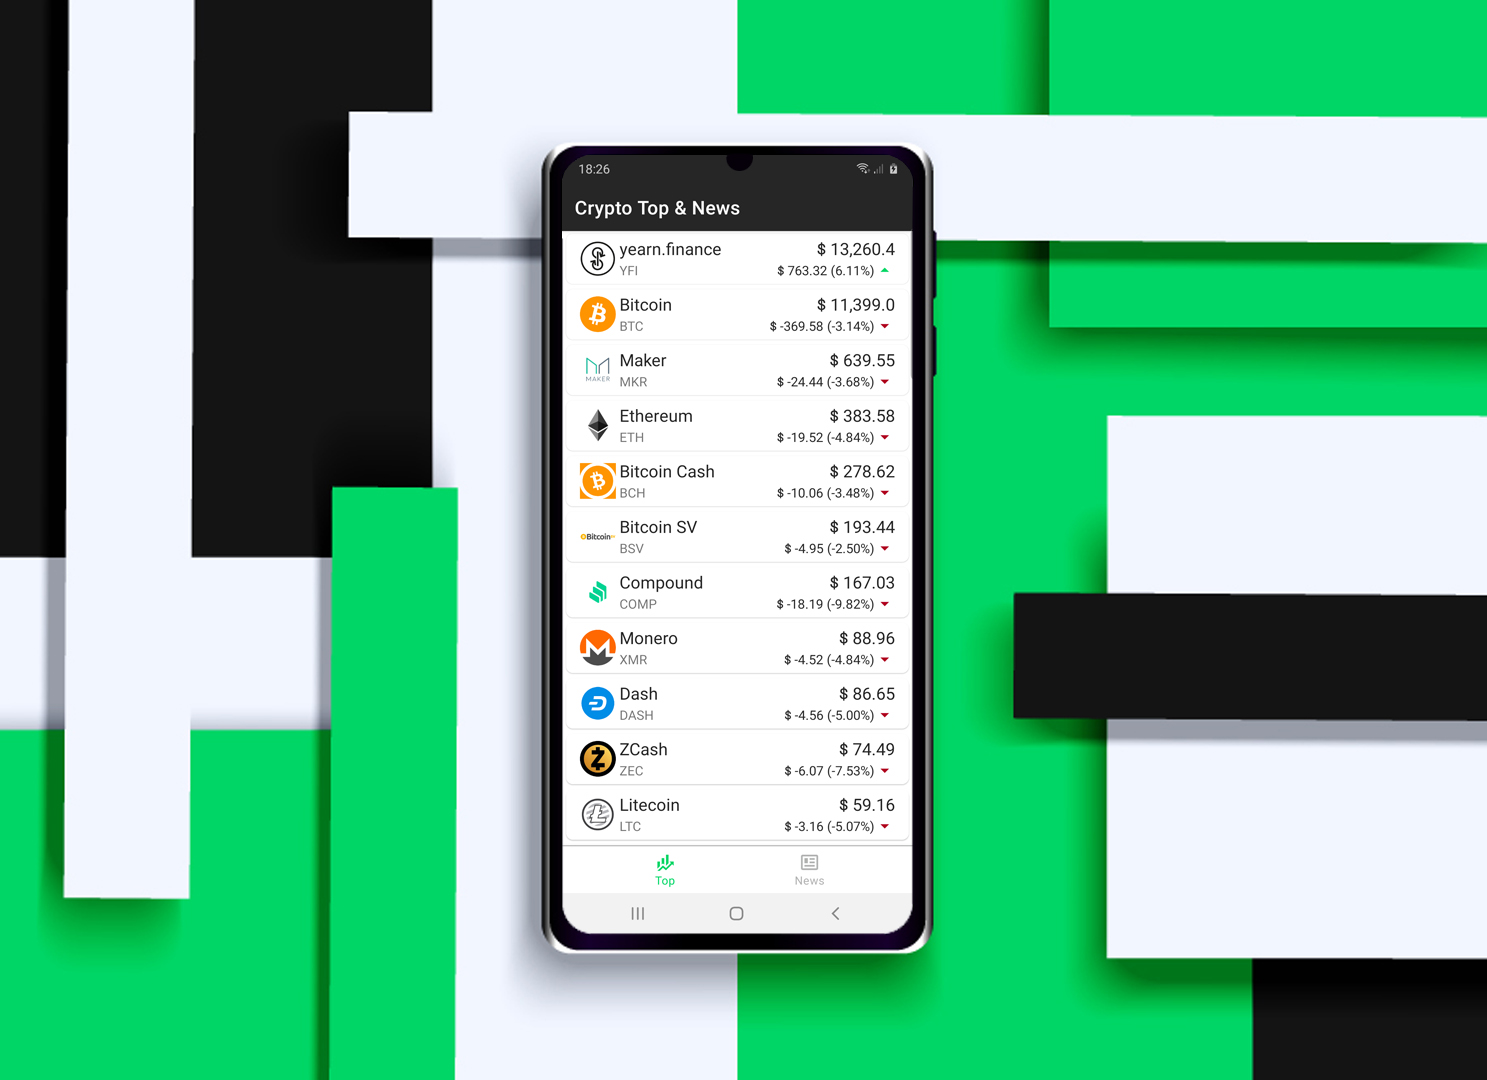 18:26
Crypto Top & News
yearn.finance $ 13,260.4
YFI $ 763.32 (6.11%)
Bitcoin $ 11,399.0
BTC $ -369.58 (-3.14%)
Maker $ 639.55
MAKER
MKR $ -24.44 (-3.68%)
Ethereum $ 383.58
ETH $ -19.52 (-4.84%)
Bitcoin Cash $ 278.62
BCH $ -10.06 (-3.48%)
Bitcoin SV $ 193.44
Bitcoin
BSV $ -4.95 (-2.50%)
Compound $ 167.03
COMP $ -18.19 (-9.82%)
Monero $ 88.96
XMR $ -4.52 (-4.84%)
Dash $ 86.65
DASH $ -4.56 (-5.00%)
ZCash $ 74.49
ZEC $ -6.07 (-7.53%)
Litecoin $ 59.16
LTC $ -3.16 (-5.07%)
Top News